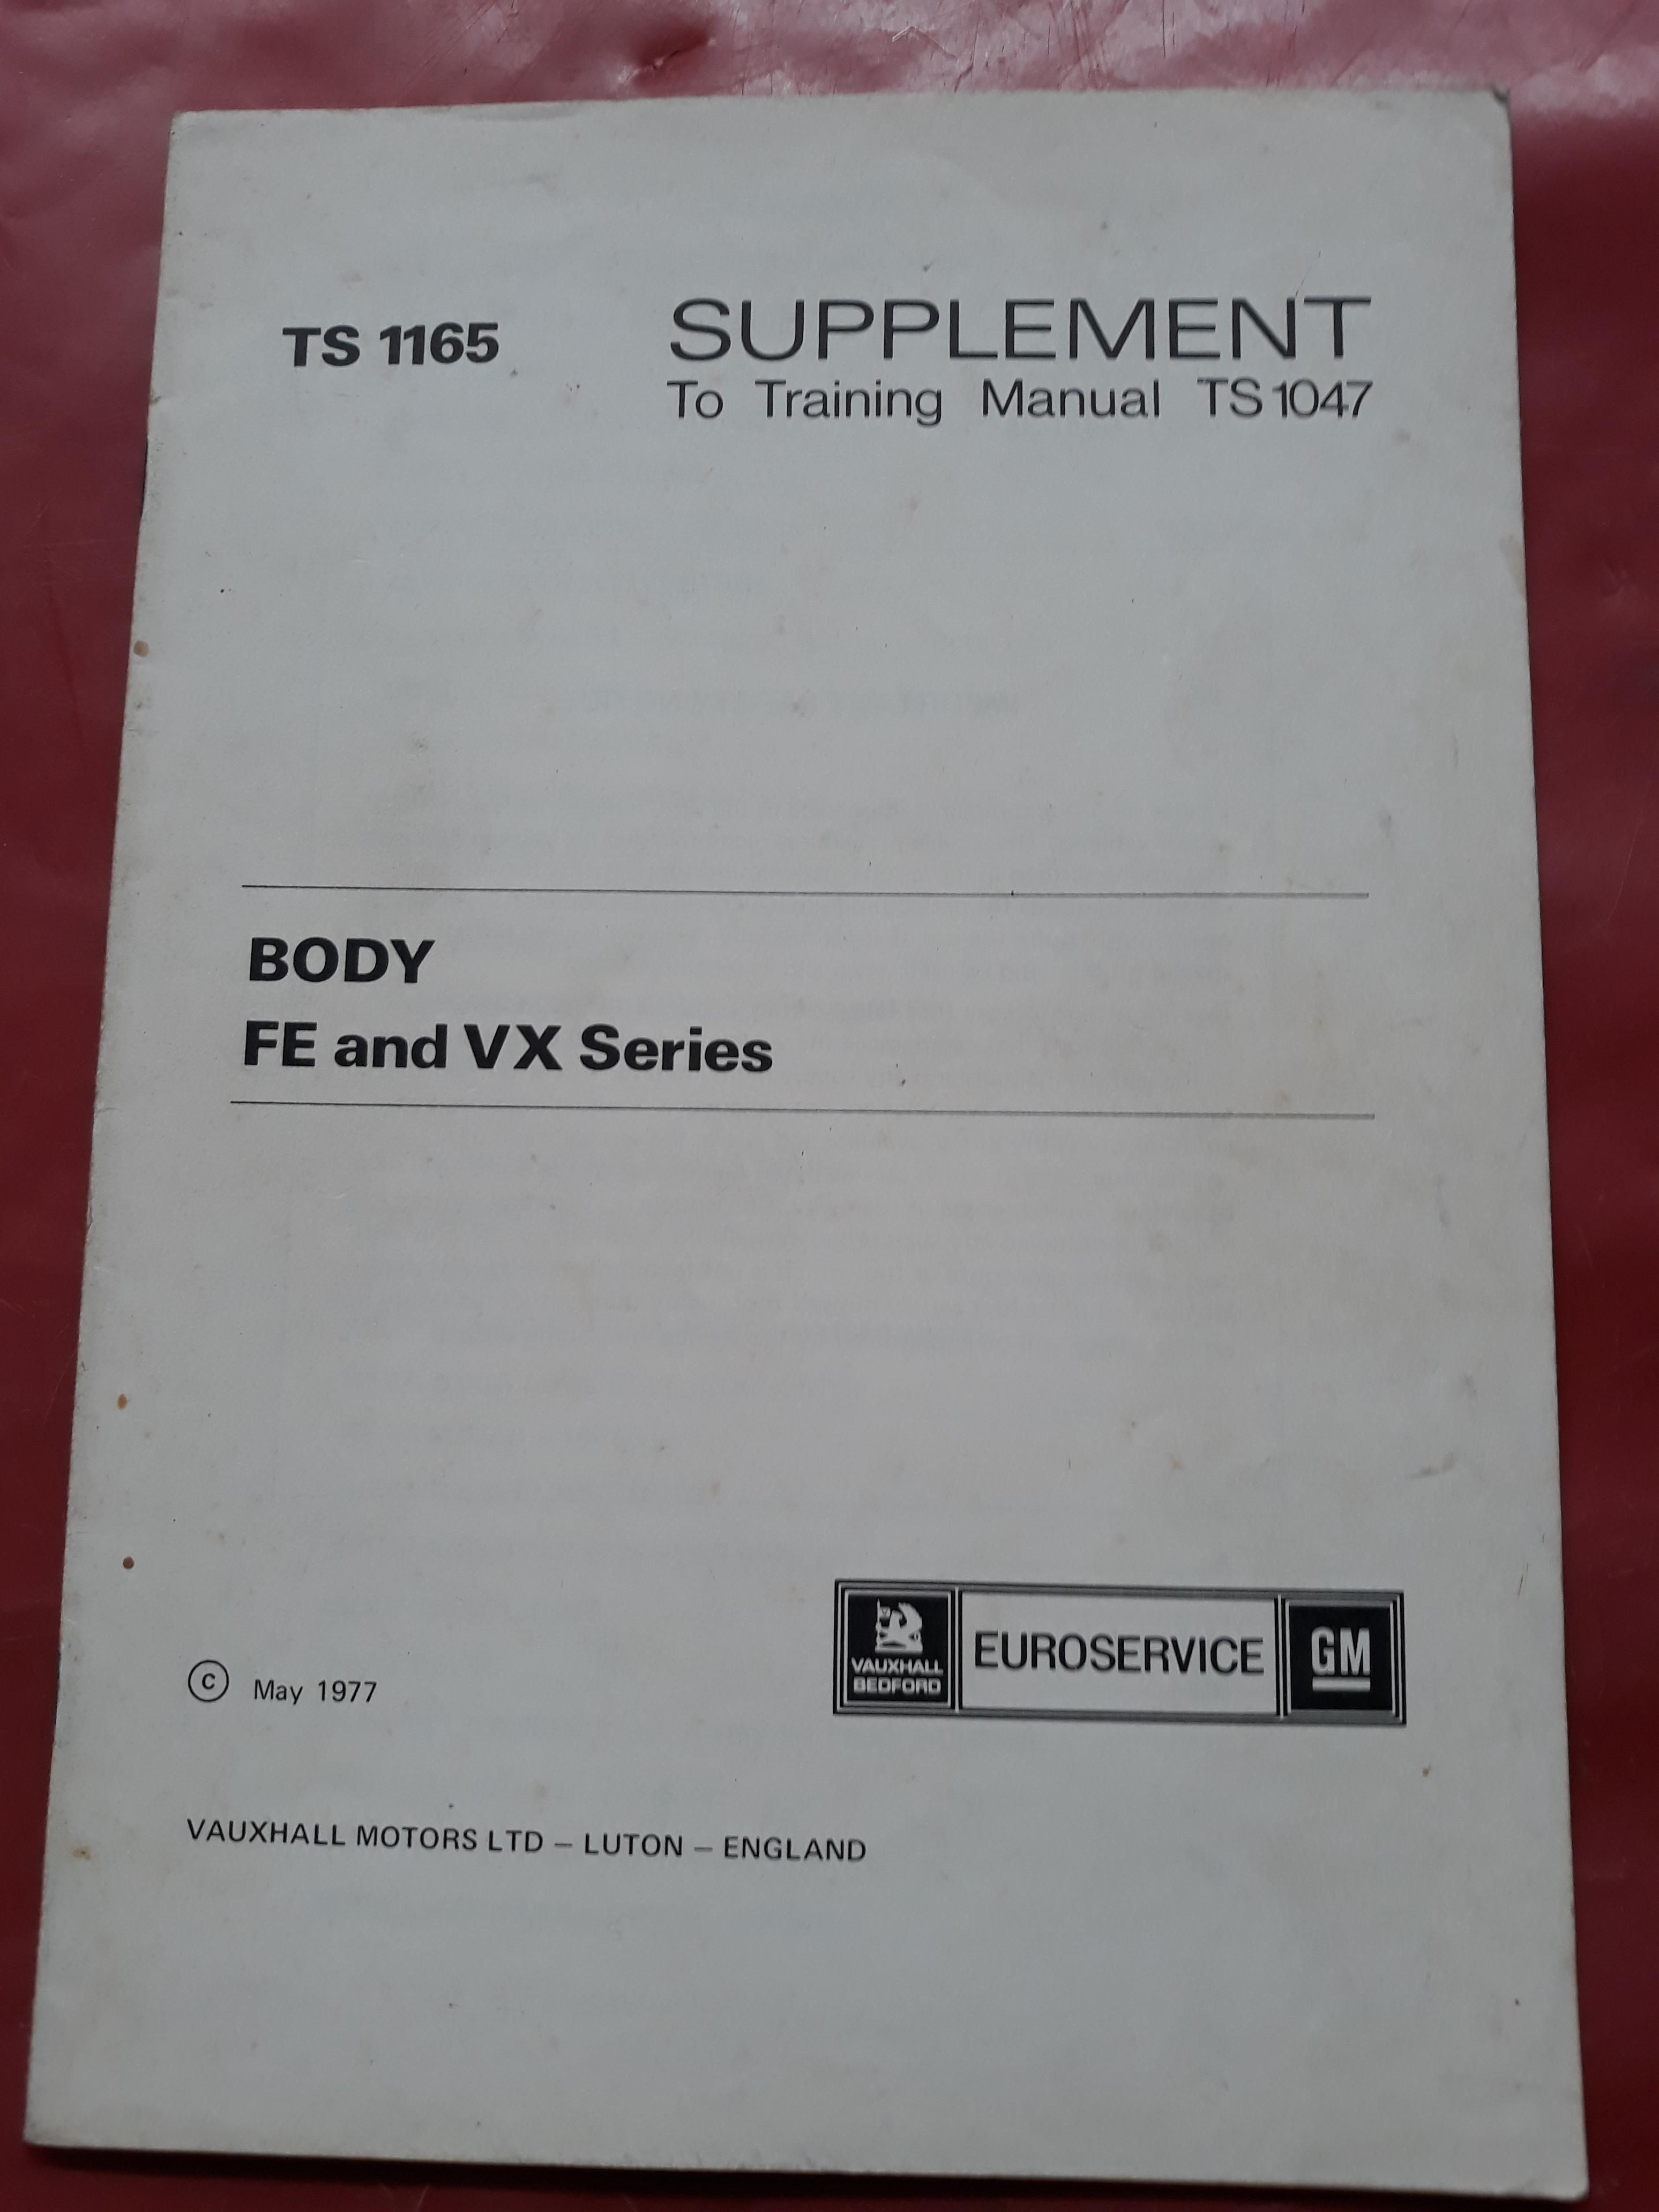 TS 1165
SUPPLEMENT
To Training Manual TS 1047
BODY
FE and VX Series
© May 1977
VAUXHALL
BEDFORD
EUROSERVICE
GM
VAUXHALL MOTORS LTD – LUTON – ENGLAND